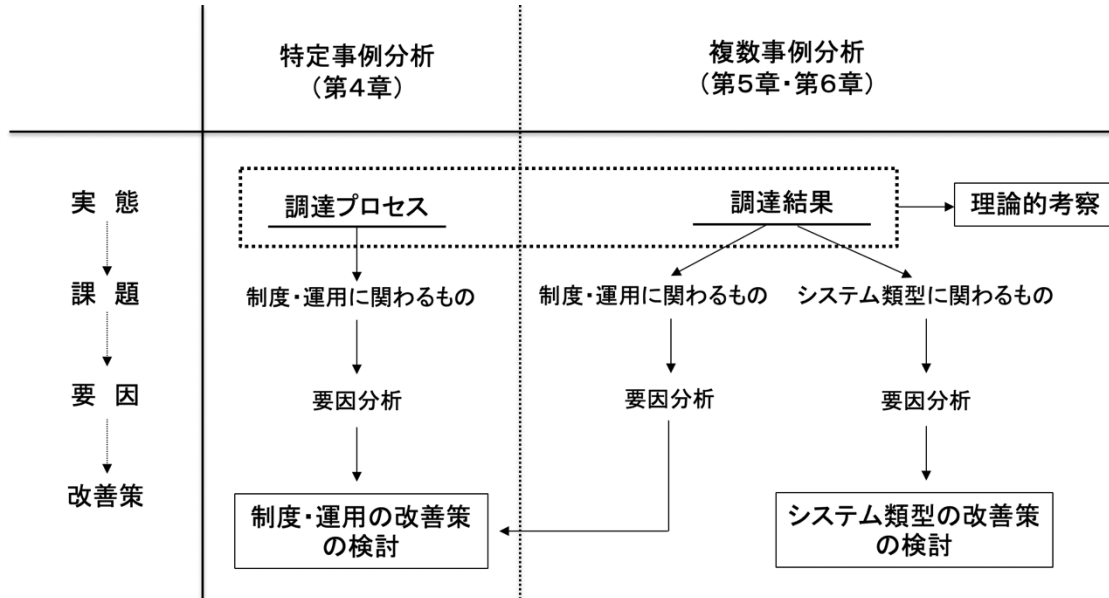 特定事例分析
（第4章）
複数事例分析
（第5章・第6章）
実　態
調達プロセス
調達結果
理論的考察
課　題
制度・運用に関わるもの
制度・運用に関わるもの
システム類型に関わるもの
要　因
要因分析
要因分析
要因分析
改善策
制度・運用の改善策
の検討
システム類型の改善策
の検討